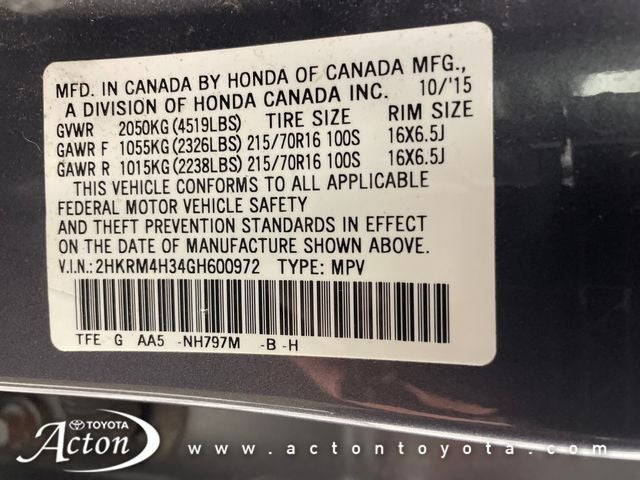 MFD. IN CANADA BY HONDA OF CANADA MFG.,
A DIVISION OF HONDA CANADA INC. 10/'15
GVWR 2050KG (4519LBS) TIRE SIZE RIM SIZE
GAWR F 1055KG (2326LBS) 215/70R16 100S 16X6.5J
GAWR R 1015KG (2238LBS) 215/70R16 100S 16X6.5J
THIS VEHICLE CONFORMS TO ALL APPLICABLE
FEDERAL MOTOR VEHICLE SAFETY
AND THEFT PREVENTION STANDARDS IN EFFECT
ON THE DATE OF MANUFACTURE SHOWN ABOVE.
V.I.N.:2HKRM4H34GH600972 TYPE: MPV
TFE G AA5 -NH797M -B -H
TOYOTA
Acton
www.actontoyota.com